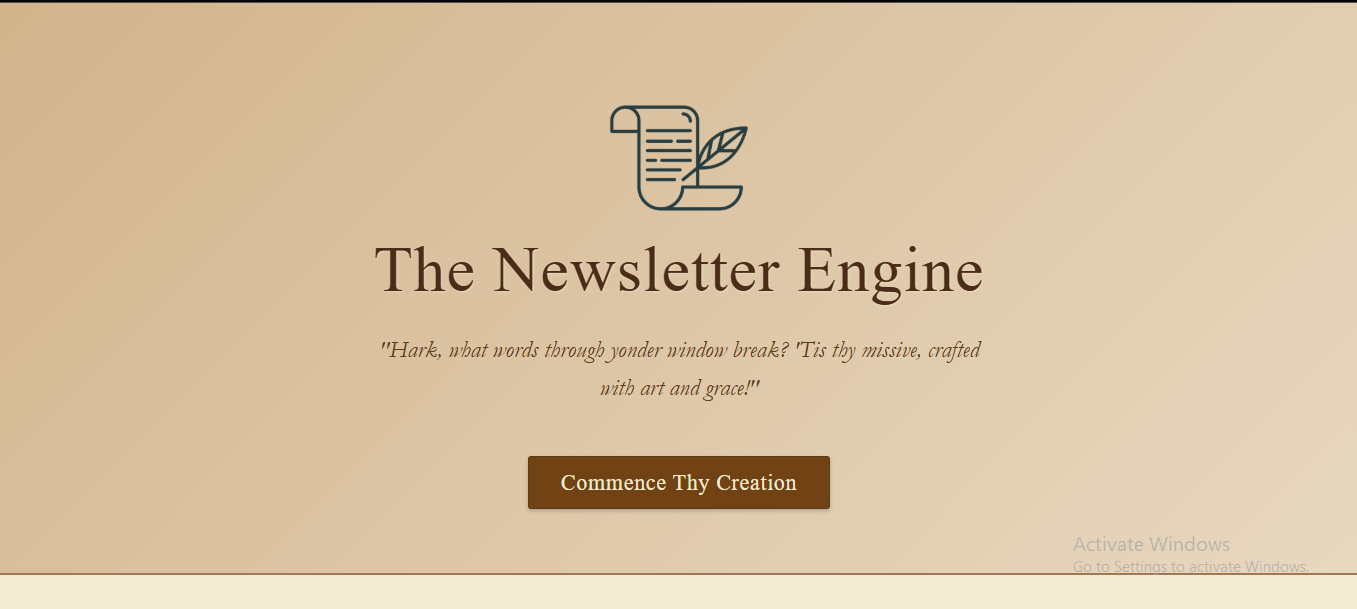 The Newsletter Engine
"Hark, what words through yonder window break? 'Tis thy missive, crafted
with art and grace!"
Commence Thy Creation
Activate Windows
Go to Settings to activate Windows.